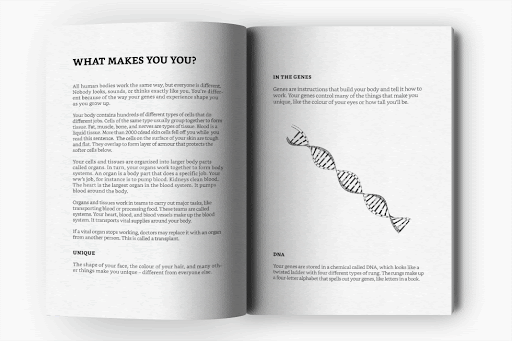 WHAT MAKES YOU YOU?
All human bodies work the same way, but everyone is different.
Nobody looks, sounds, or thinks exactly like you. You're differ-
ent because of the way your genes and experience shape you
as you grow up.
Your body contains hundreds of different types of cells that do
different jobs. Cells of the same type usually group together to form
tissue. Fat, muscle, bone, and nerves are types of tissue. Blood is a
liquid tissue. More than 2000 dead skin cells fell off you while you
read this sentence. The cells on the surface of your skin are tough
and flat. They overlap to form layer of armour that protects the
softer cells below.
Your cells and tissues are organized into larger body parts
called organs. In turn, your organs work together to form body
systems. An organ is a body part that does a specific job. Your
job, for instance is to pump blood. Kidneys clean blood.
The heart is the largest organ in the blood system. It pumps
blood around the body.
Organs and tissues work in teams to carry out major tasks, like
transporting blood or processing food. These teams are called
systems. Your heart, blood, and blood vessels make up the blood
system. It transports vital supplies around your body.
If a vital organ stops working, doctors may replace it with an organ
from another person. This is called a transplant.
UNIQUE
The shape of your face, the colour of your hair, and many oth-
er things make you unique - different from everyone else.
IN THE GENES
Genes are instructions that build your body and tell it how to
work. Your genes control many of the things that make you
unique, like the colour of your eyes or how tall you'll be.
DNA
Your genes are stored in a chemical called DNA, which looks like a
twisted ladder with four different types of rung. The rungs make up
a four-letter alphabet that spells out your genes, like letters in a book.